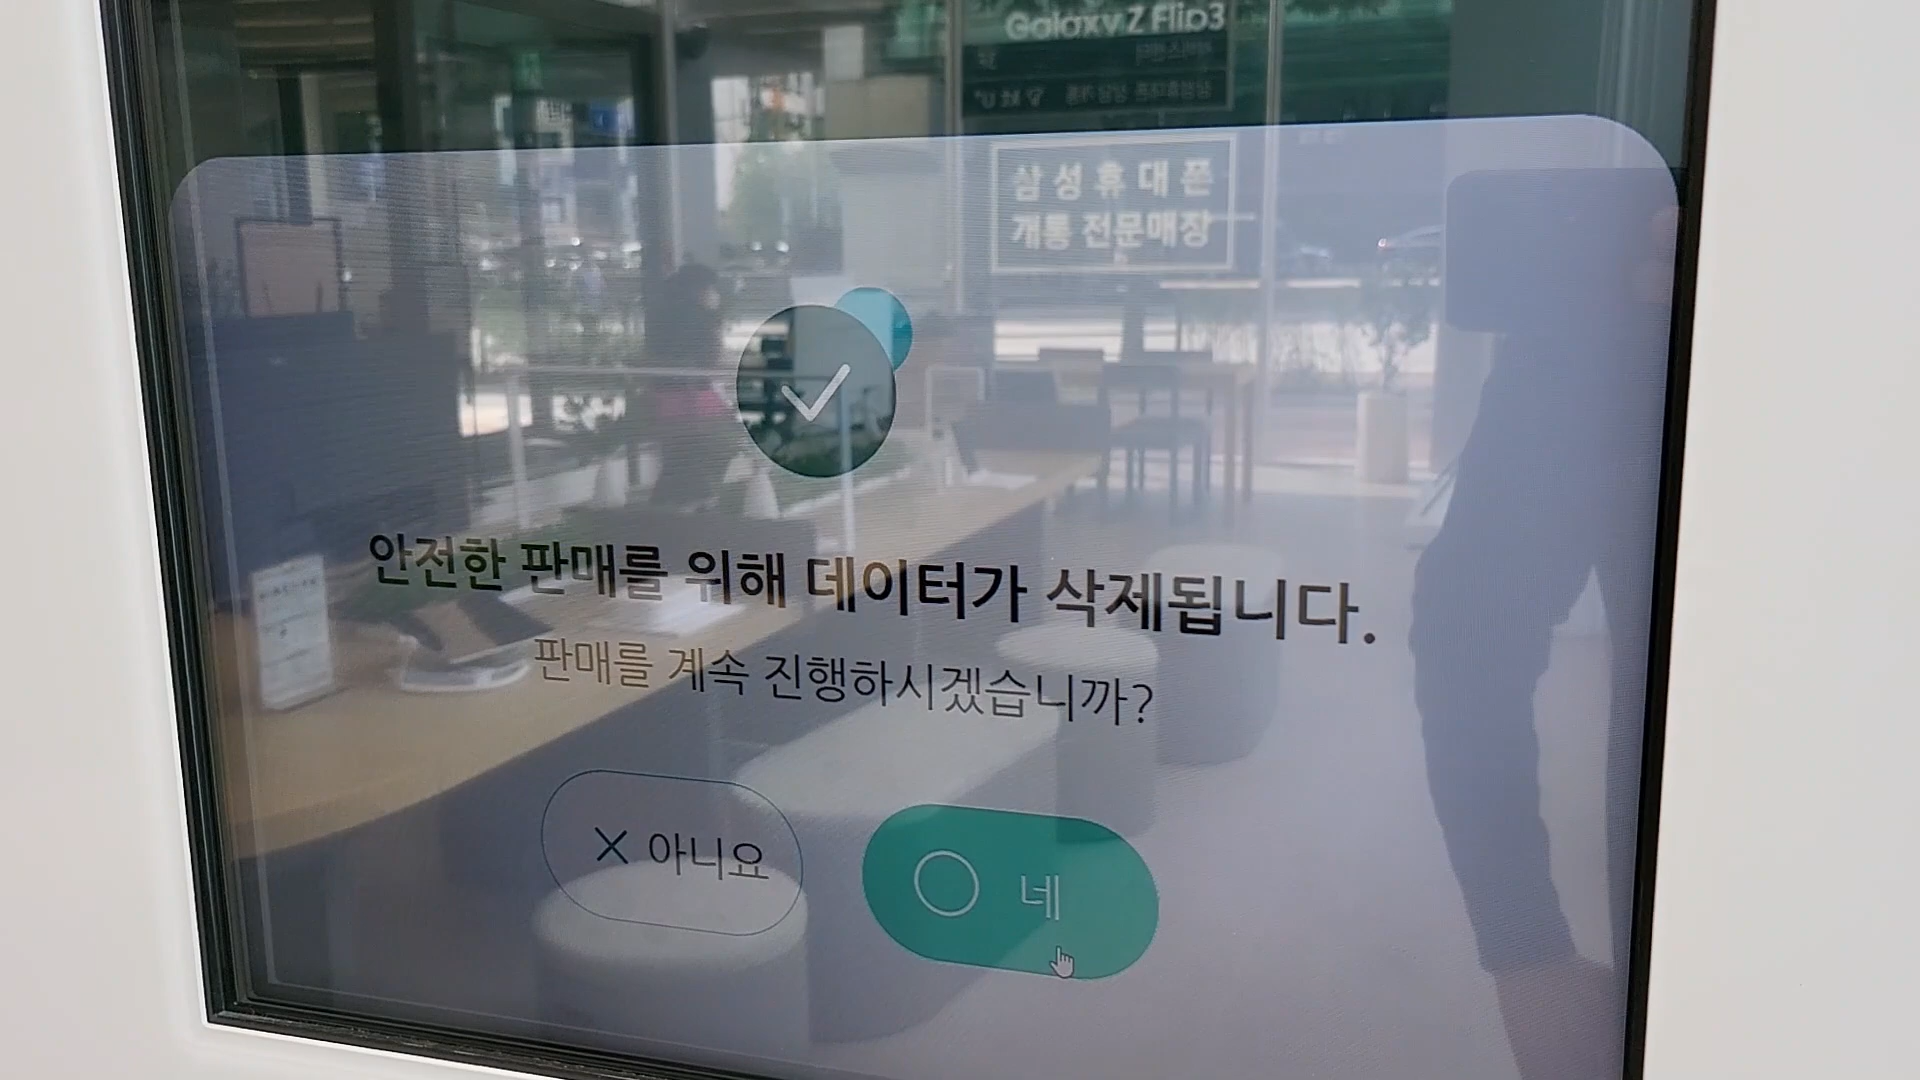 Galaxy Z Flip3
삼성휴대폰
개통 전문매장
안전한 판매를 위해 데이터가 삭제됩니다.
판매를 계속 진행하시겠습니까?
아니요
네